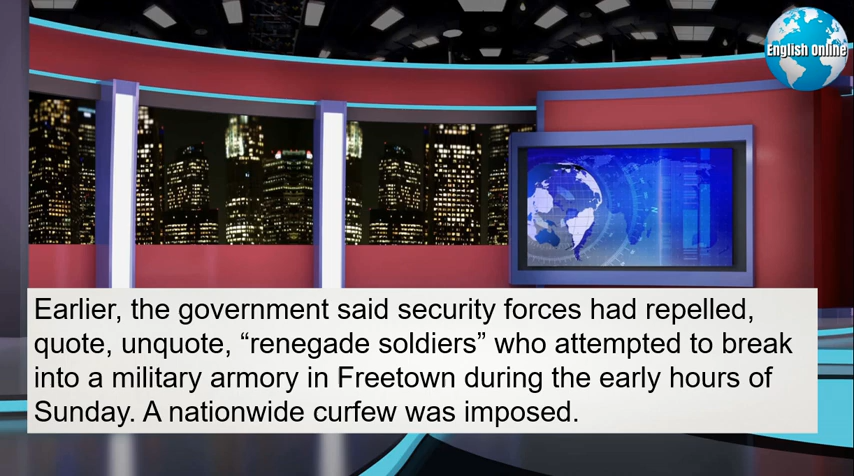 English Online
Earlier, the government said security forces had repelled,
quote, unquote, “renegade soldiers” who attempted to break
into a military armory in Freetown during the early hours of
Sunday. A nationwide curfew was imposed.